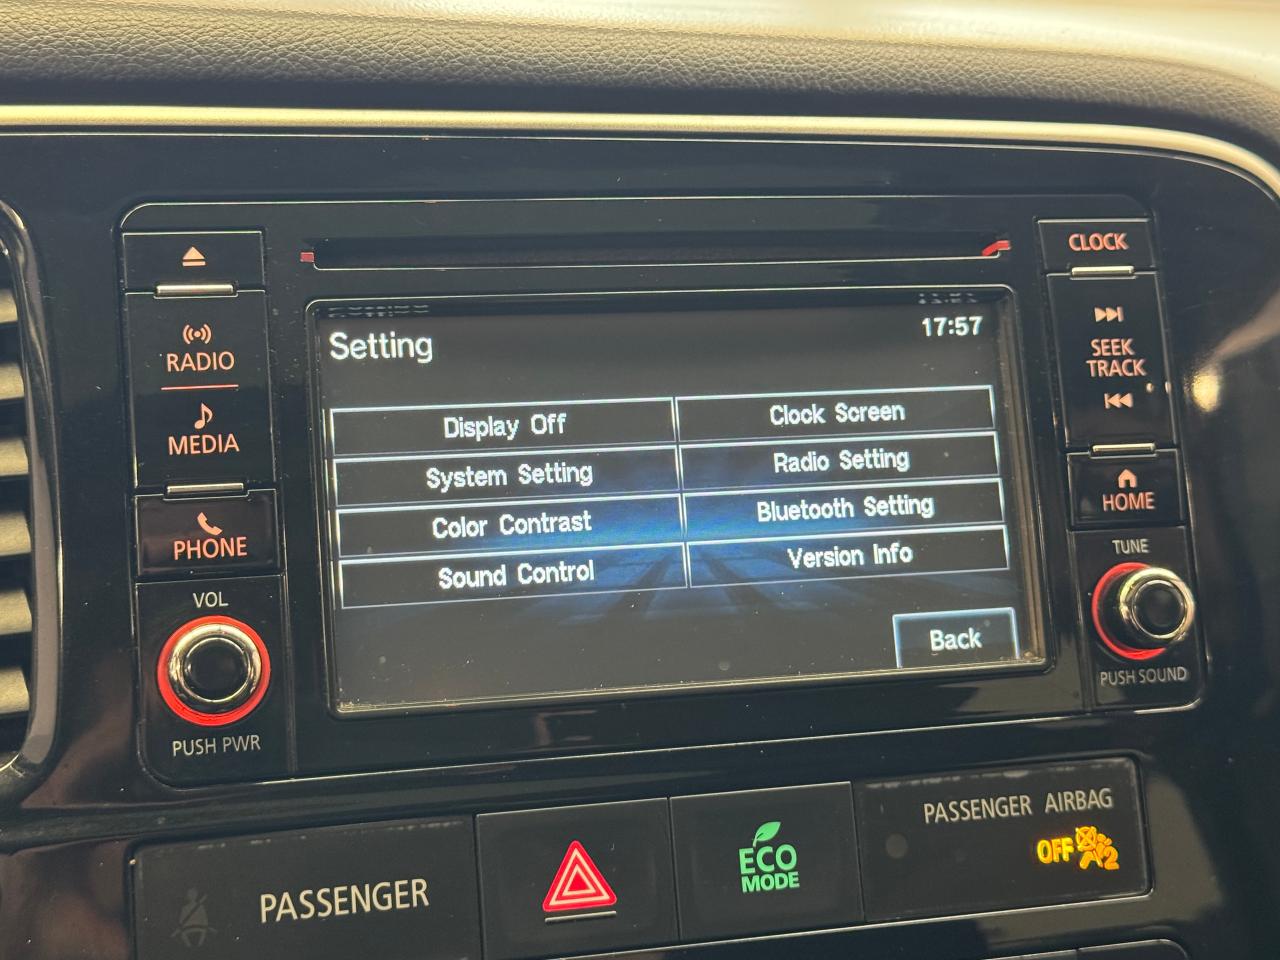 CLOCK
RADIO
MEDIA
PHONE
VOL
PUSH PWR
Setting
17:57
Display Off
Clock Screen
System Setting
Radio Setting
Color Contrast
Bluetooth Setting
Sound Control
Version Info
Back
SEEK
TRACK
HOME
TUNE
PUSH SOUND
PASSENGER
ECO
MODE
PASSENGER AIRBAG
OFF
2